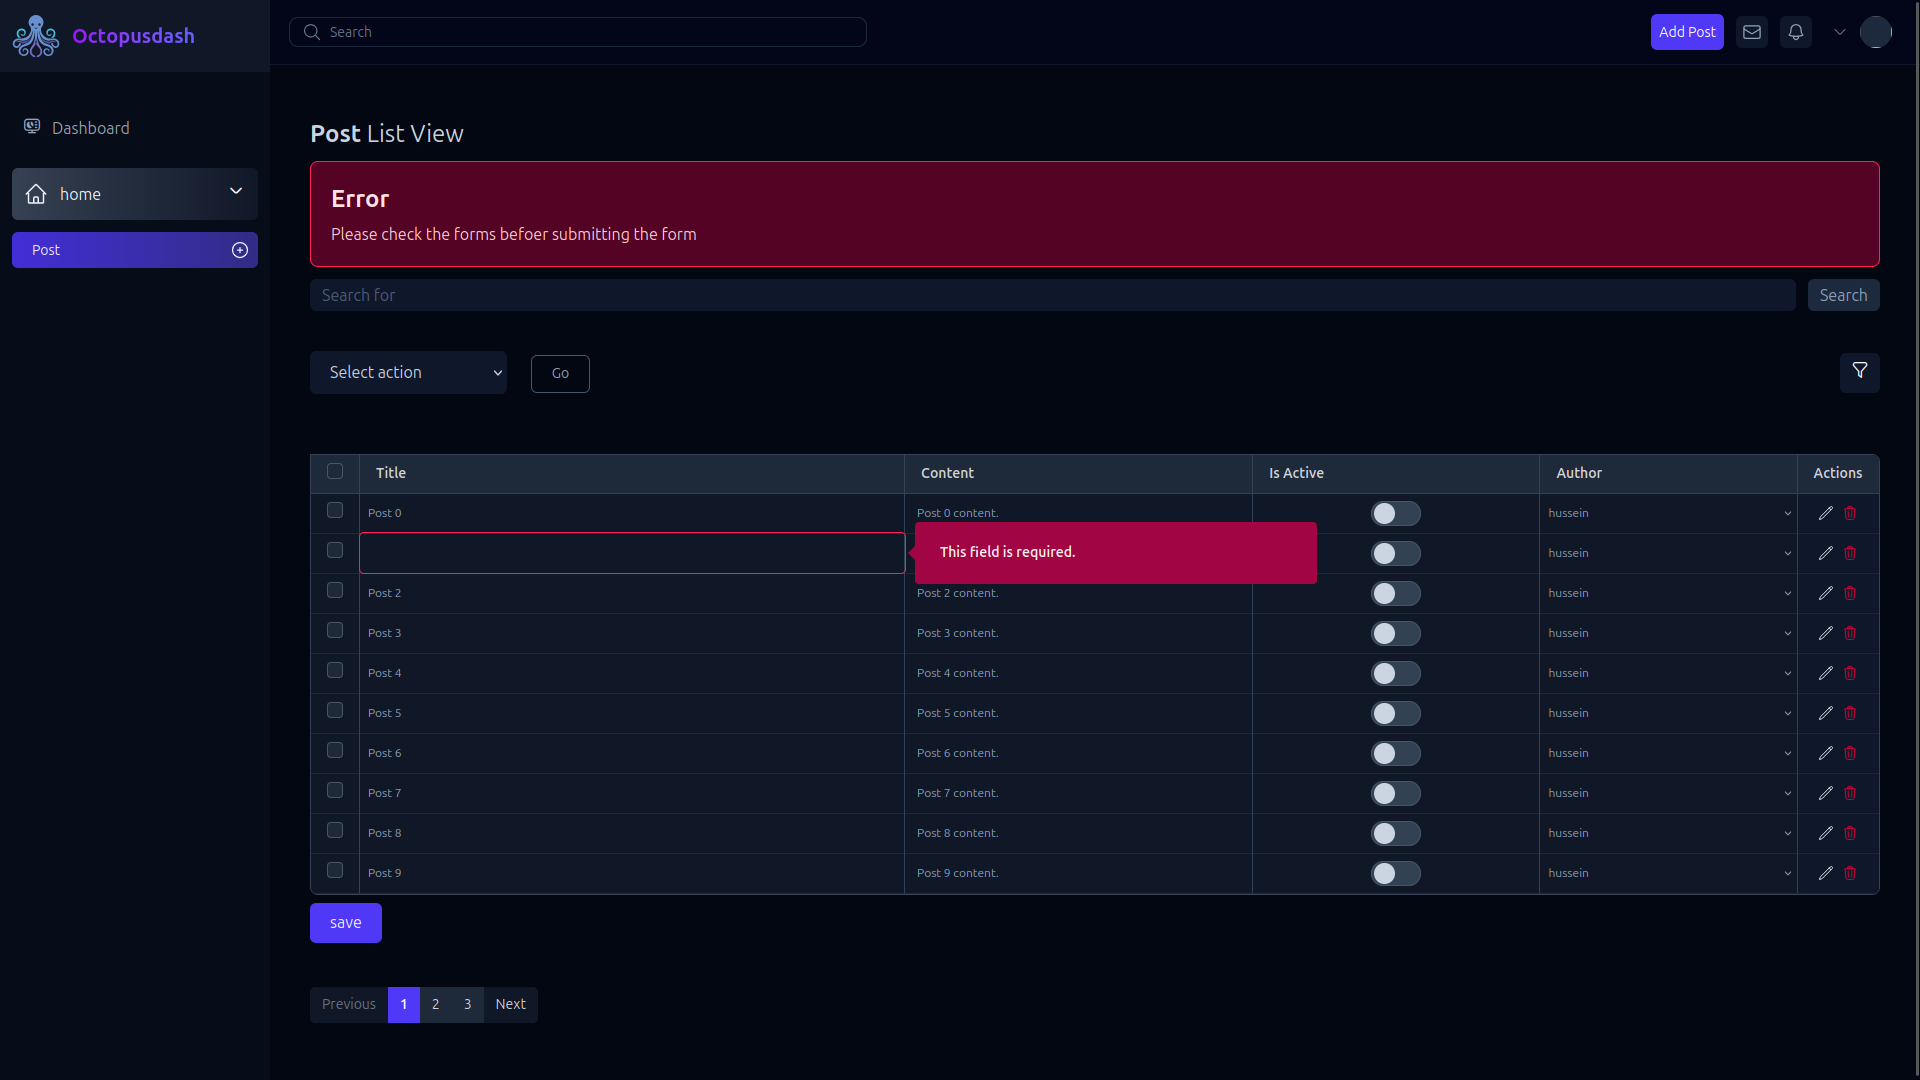 Octopusdash
Search
Add Post
Dashboard
home
Post
Post List View
Error
Please check the forms befoer submitting the form
Search for
Search
Select action
Go
Title Content Is Active Author Actions
Post 0 Post 0 content. hussein
This field is required. hussein
Post 2 Post 2 content. hussein
Post 3 Post 3 content. hussein
Post 4 Post 4 content. hussein
Post 5 Post 5 content. hussein
Post 6 Post 6 content. hussein
Post 7 Post 7 content. hussein
Post 8 Post 8 content. hussein
Post 9 Post 9 content. hussein
save
Previous 1 2 3 Next